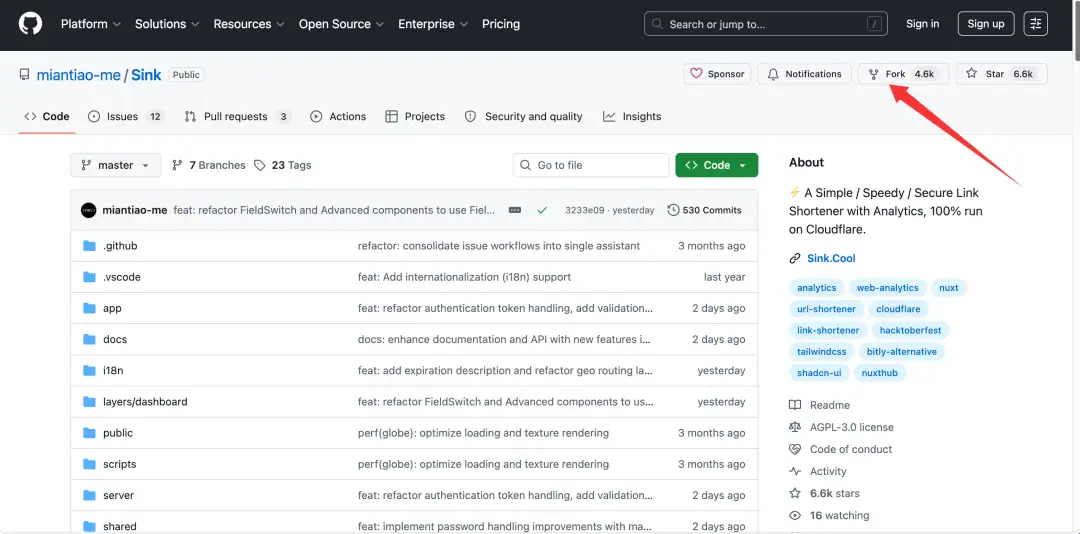 Platform Solutions Resources Open Source Enterprise Pricing Search or jump to... / Sign in Sign up
miantiao-me / Sink Public Sponsor Notifications Fork 4.6k Star 6.6k
Code Issues 12 Pull requests 3 Actions Projects Security and quality Insights
master 7 Branches 23 Tags Go to file Code
miantiao-me feat: refactor FieldSwitch and Advanced components to use Fiel... 3233e09 · yesterday 530 Commits
.github refactor: consolidate issue workflows into single assistant 3 months ago
.vscode feat: Add internationalization (i18n) support last year
app feat: refactor authentication token handling, add validation... 2 days ago
docs docs: enhance documentation and API with new features i... 2 days ago
i18n feat: add expiration description and refactor geo routing la... yesterday
layers/dashboard feat: refactor FieldSwitch and Advanced components to us... yesterday
public perf(globe): optimize loading and texture rendering 3 months ago
scripts perf(globe): optimize loading and texture rendering 3 months ago
server feat: refactor authentication token handling, add validation... 2 days ago
shared feat: implement password handling improvements with ma... 2 days ago
About
⚡ A Simple / Speedy / Secure Link
Shortener with Analytics, 100% run
on Cloudflare.
Sink.Cool
analytics web-analytics nuxt
url-shortener cloudflare
link-shortener hacktoberfest
tailwindcss bitly-alternative
shadcn-ui nuxthub
Readme
AGPL-3.0 license
Code of conduct
Activity
6.6k stars
16 watching